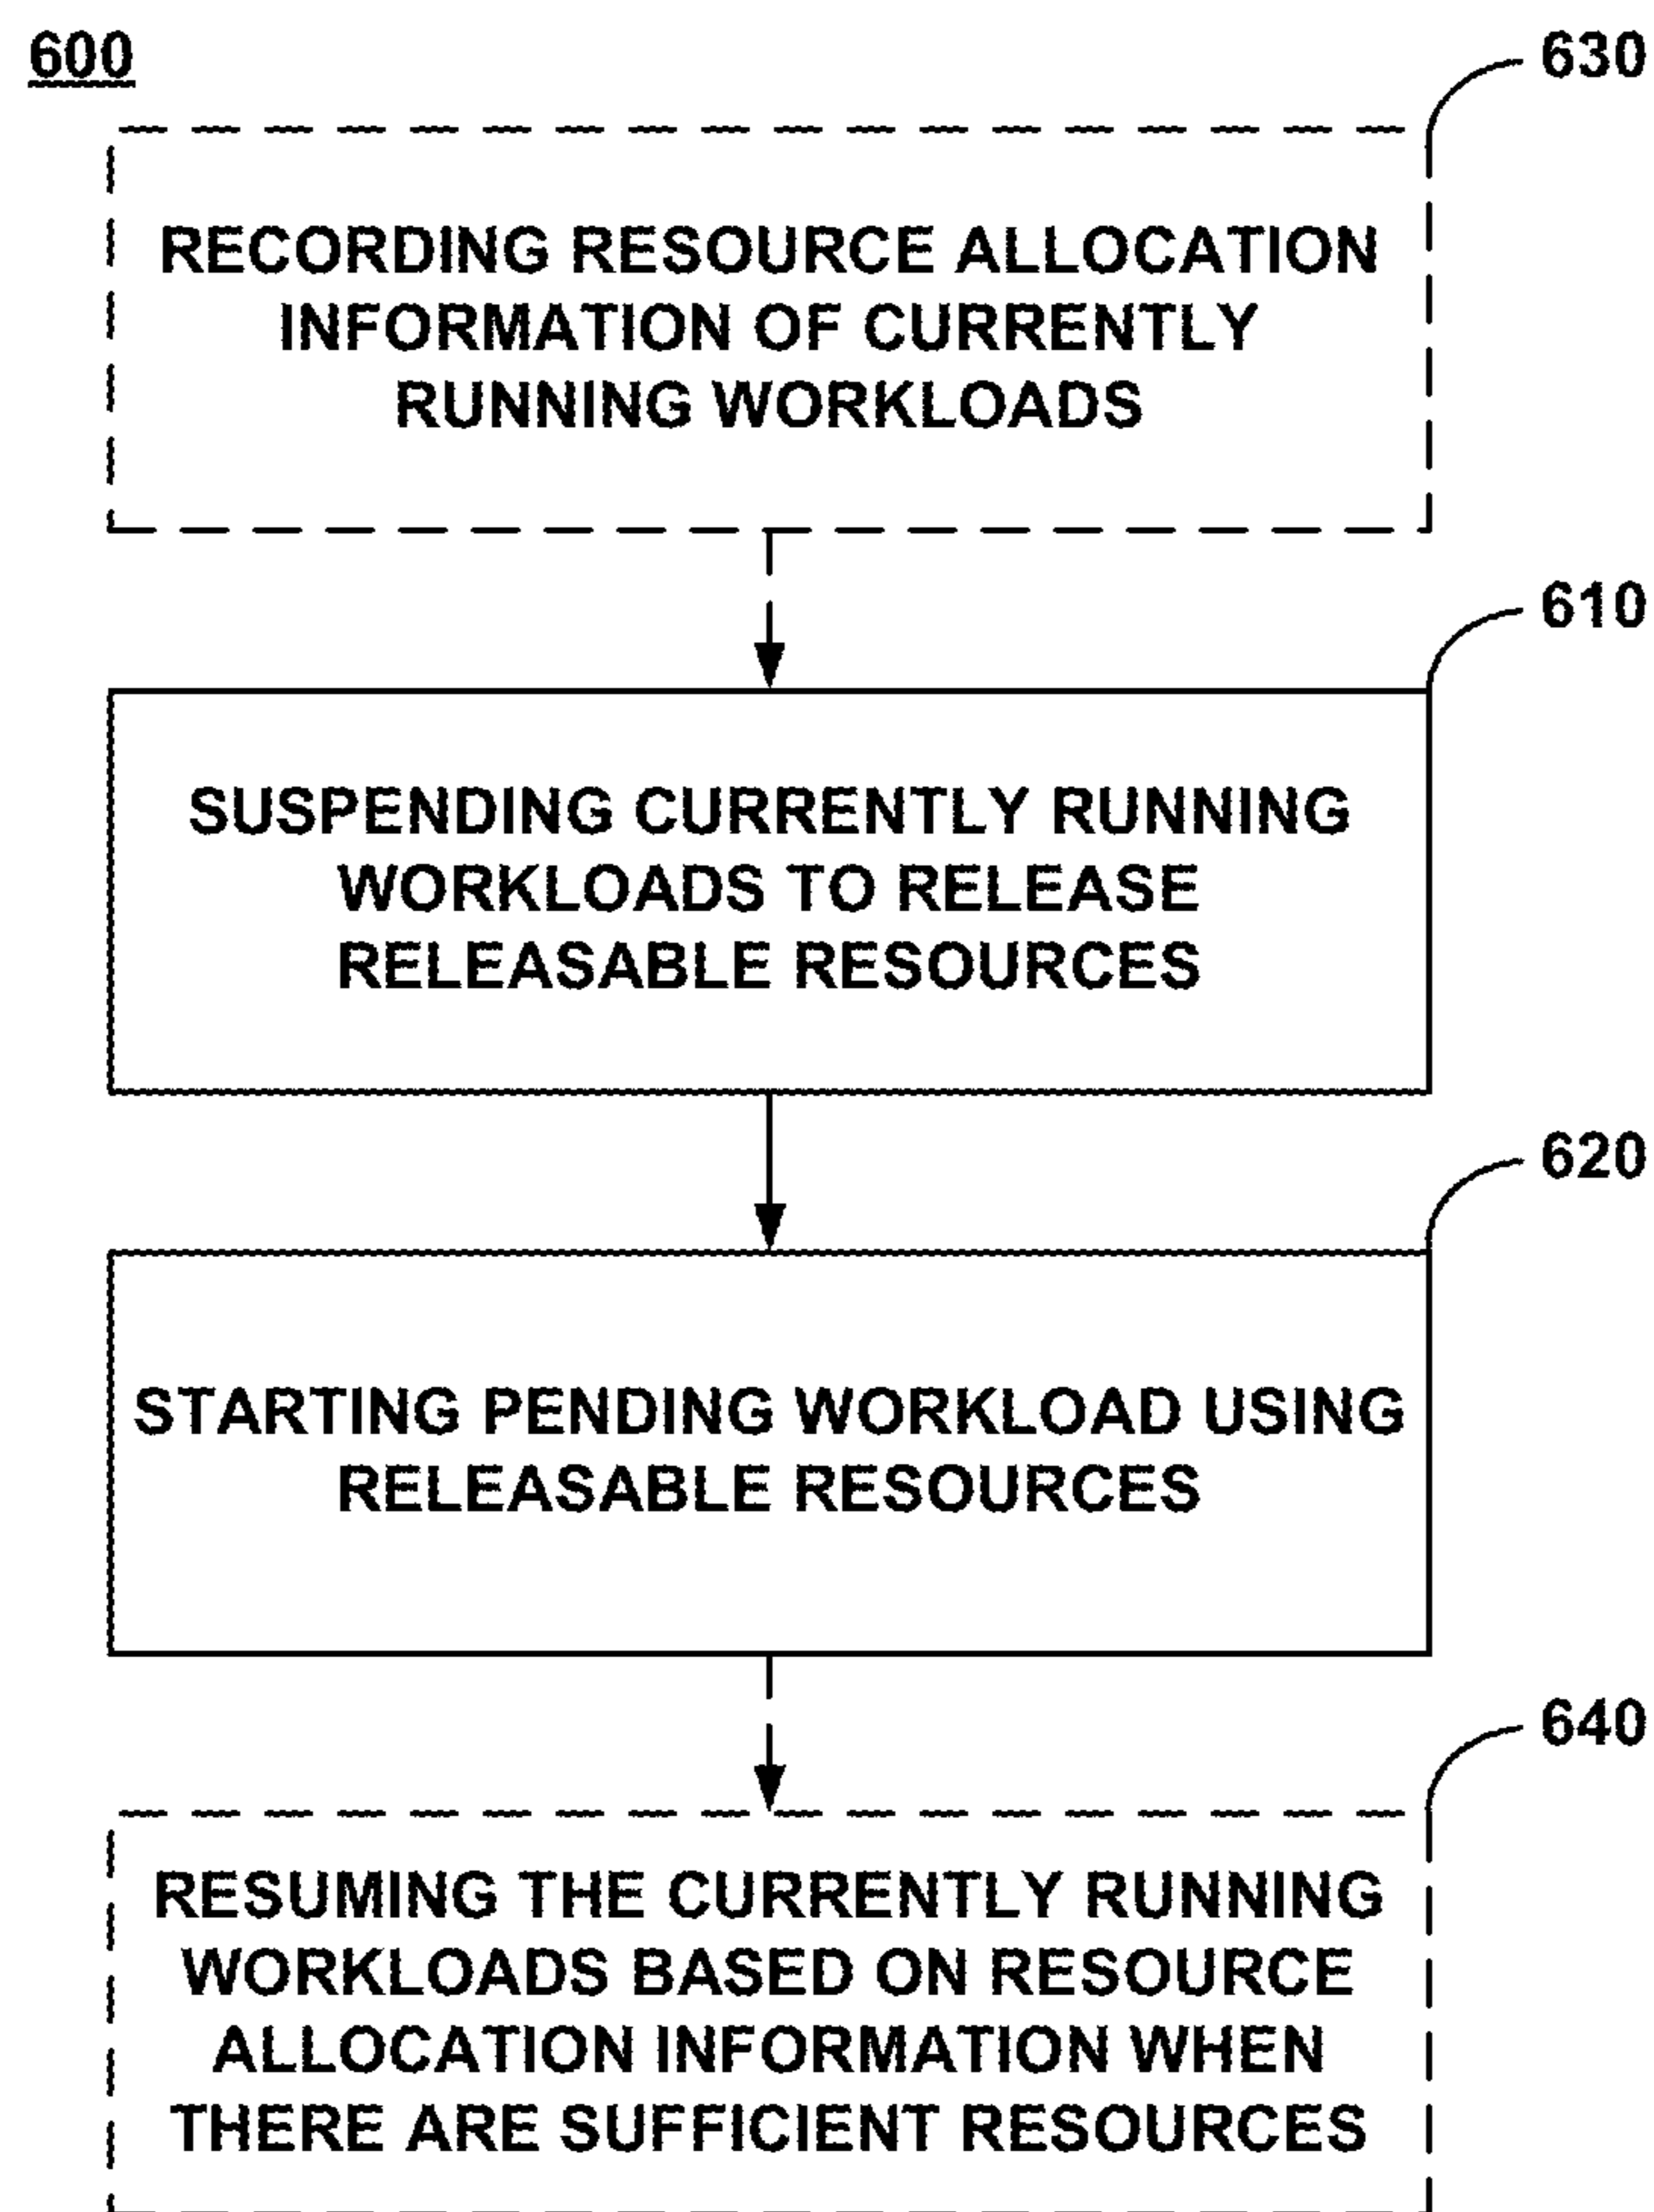 600
630
RECORDING RESOURCE ALLOCATION
INFORMATION OF CURRENTLY
RUNNING WORKLOADS
610
SUSPENDING CURRENTLY RUNNING
WORKLOADS TO RELEASE
RELEASABLE RESOURCES
620
STARTING PENDING WORKLOAD USING
RELEASABLE RESOURCES
640
RESUMING THE CURRENTLY RUNNING
WORKLOADS BASED ON RESOURCE
ALLOCATION INFORMATION WHEN
THERE ARE SUFFICIENT RESOURCES